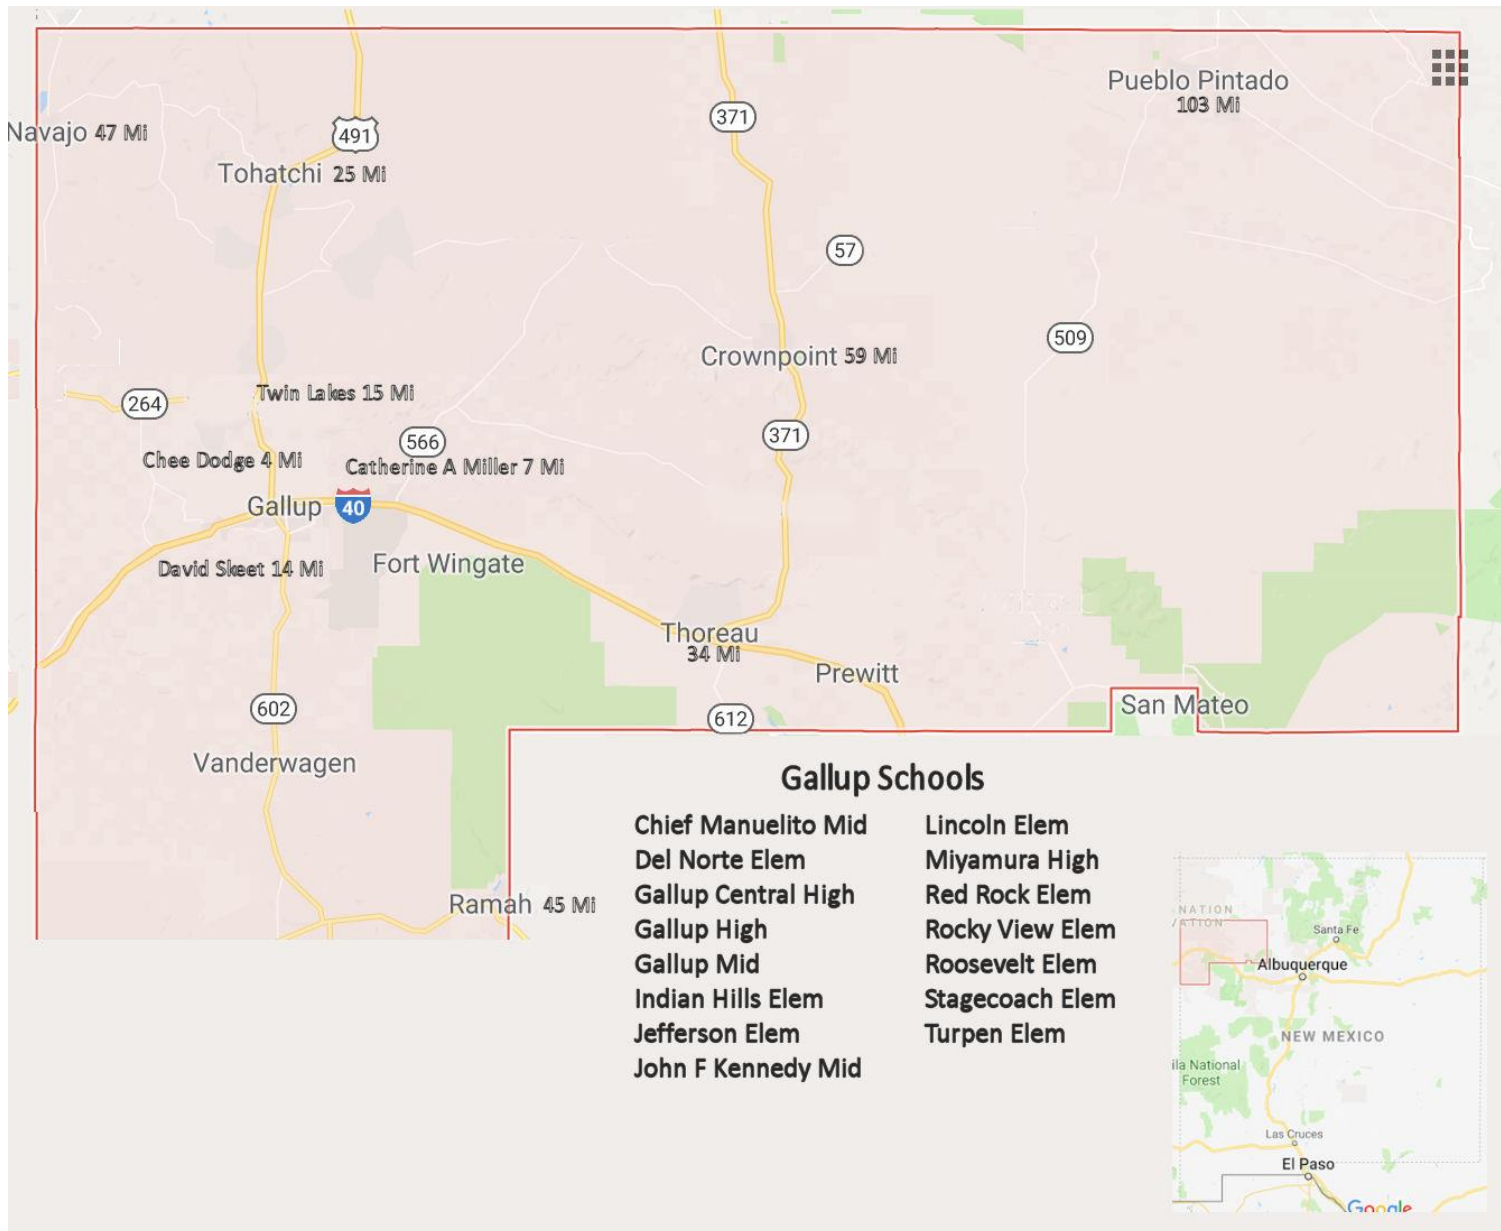 Pueblo Pintado
103 Mi
371
Navajo 47 Mi
491
Tohatchi 25 Mi
57
509
Crownpoint 59 Mi
Twin Lakes 15 Mi
264
566
371
Chee Dodge 4 Mi
Catherine A Miller 7 Mi
Gallup
40
David Skeet 14 Mi
Fort Wingate
Thoreau
34 Mi
Prewitt
602
612
San Mateo
Vanderwagen
Ramah 45 Mi
Gallup Schools
Chief Manuelito Mid
Del Norte Elem
Gallup Central High
Gallup High
Gallup Mid
Indian Hills Elem
Jefferson Elem
John F Kennedy Mid
Lincoln Elem
Miyamura High
Red Rock Elem
Rocky View Elem
Roosevelt Elem
Stagecoach Elem
Turpen Elem
NATION
Santa Fe
Albuquerque
NEW MEXICO
National
Forest
Las Cruces
El Paso
Google